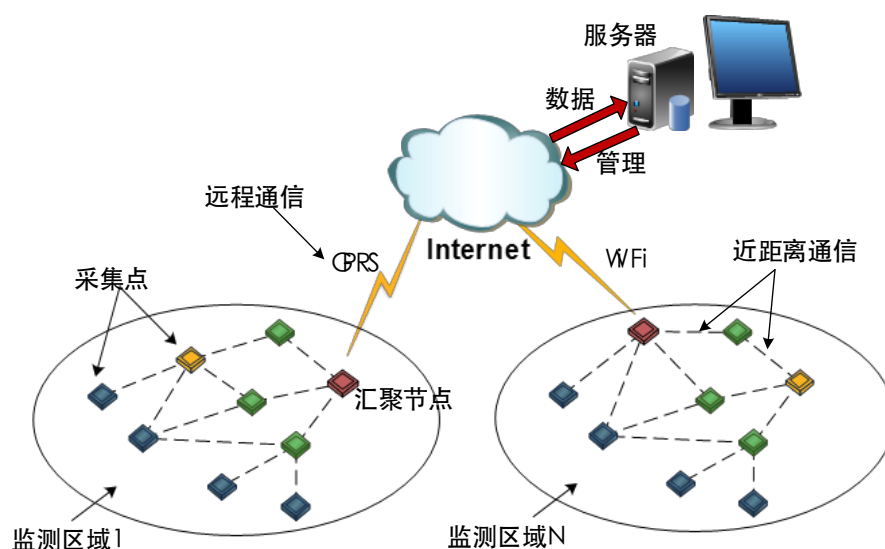 服务器
数据
管理
远程通信
Internet
GPRS
WiFi
近距离通信
采集点
汇聚节点
监测区域1
监测区域N